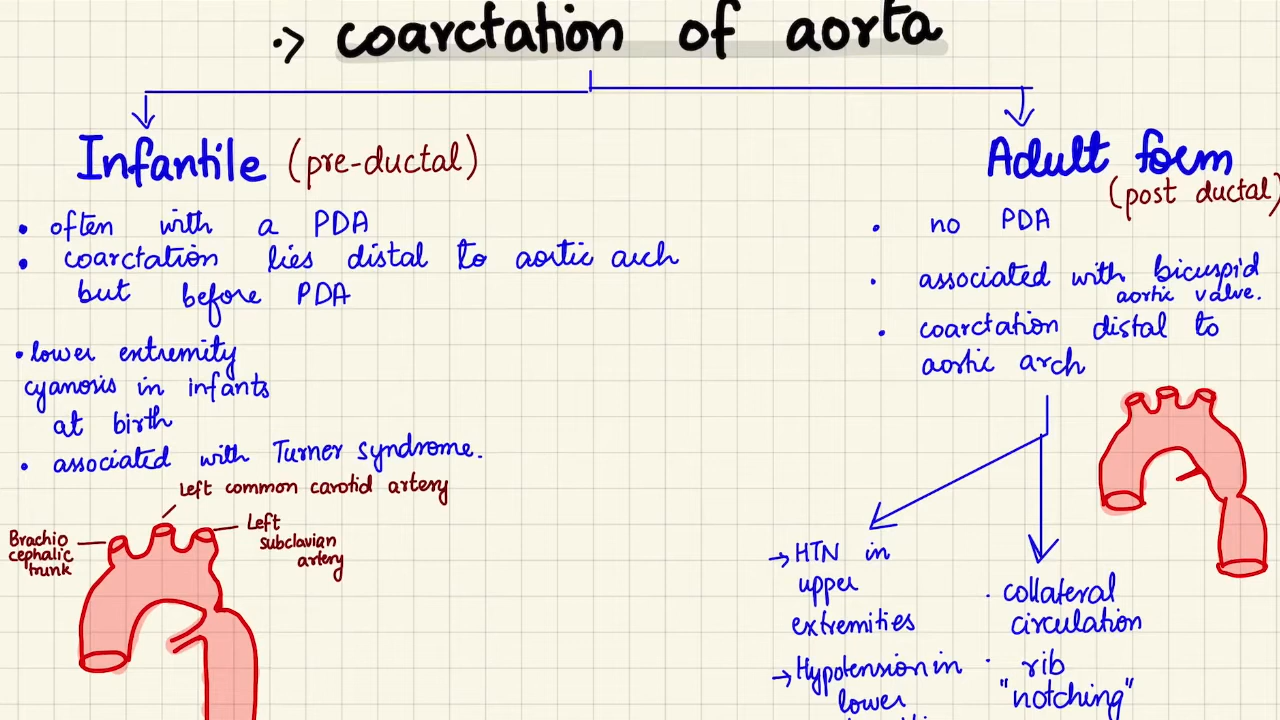 ·> coarctation of aorta
Infantile (pre-ductal)
• often with a PDA
• coarctation lies distal to aortic arch
but before PDA
• lower extremity
cyanosis in infants
at birth
• associated with Turner syndrome.
Left common carotid artery
Brachio
cephalic
trunk
Left
subclavian
artery
Adult form
(post ductal)
• no PDA
• associated with bicuspid
aortic valve.
• coarctation distal to
aortic arch
→ HTN in
upper
extremities
→ Hypotension in
lower
· collateral
circulation
· rib
"notching"